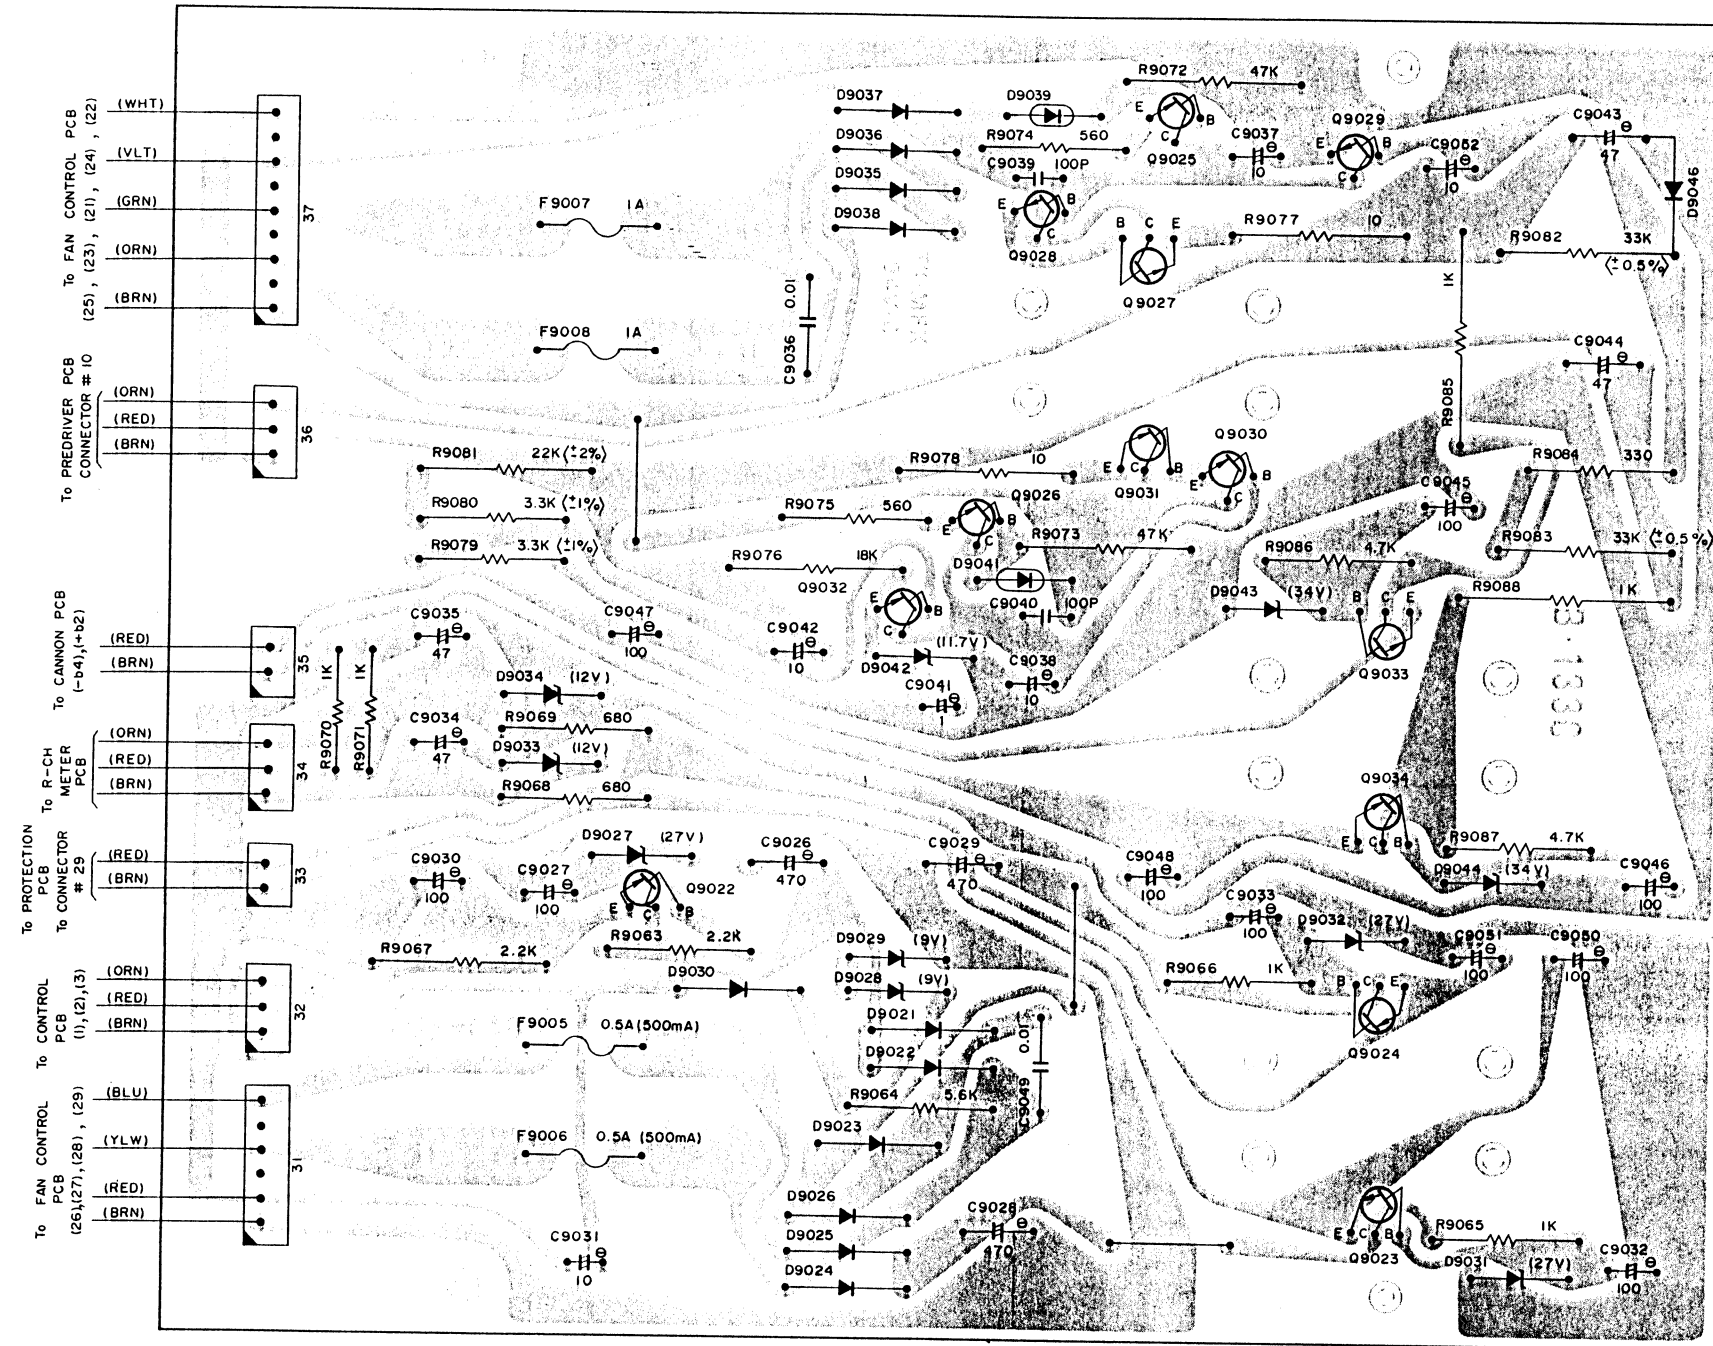 To FAN CONTROL PCB
(25), (23), (21), (24), (22)
(WHT)
(VLT)
(GRN)
(ORN)
(BRN)
37
To PREDRIVER PCB
CONNECTOR # 10
(ORN)
(RED)
(BRN)
36
To CANNON PCB
(-b4),(+b2)
(RED)
(BRN)
35
To R-CH
METER
PCB
(ORN)
(RED)
(BRN)
34
To PROTECTION
PCB
To CONNECTOR
# 29
(RED)
(BRN)
33
To CONTROL
PCB
(1),(2),(3)
(ORN)
(RED)
(BRN)
32
To FAN CONTROL
PCB
(26),(27),(28),(29)
(BLU)
(YLW)
(RED)
(BRN)
31
R9072 47K
D9037
D9039
D9036
R9074 560
E B C
Q9025
C9037
10
Q9029
E B C
C9052
10
C9043
47
D9046
D9035
C9039 100P
D9038
E B C
Q9028
B C E
Q9027
R9077 10
R9082 33K
(±0.5%)
F9007 1A
F9008 1A
C9036 0.01
R9085 1K
C9044
47
R9081 22K (±2%)
R9080 3.3K (±1%)
R9079 3.3K (±1%)
R9078 10
E C B
Q9031
Q9030
E B C
R9084 330
C9045
100
R9075 560
Q9026
E B C
R9073 47K
R9076 18K
Q9032
E B C
D9041
C9040 100P
R9086 4.7K
R9083 33K (±0.5%)
D9043 (34V)
B C E
Q9033
R9088 1K
C9035
47
C9047
100
C9042
10
D9042 (11.7V)
C9041
1
C9038
10
R9070 1K
R9071 1K
D9034 (12V)
C9034
47
R9069 680
D9033 (12V)
R9068 680
Q9034
E C B
R9087 4.7K
D9044 (34V)
C9046
100
D9027 (27V)
C9026
470
C9029
470
C9048
100
C9030
100
C9027
100
Q9022
E C B
C9033
100
D9032 (27V)
C9051
100
C9050
100
R9067 2.2K
R9063 2.2K
D9030
D9029 (9V)
D9028 (9V)
R9066 1K
B C E
Q9024
F9005 0.5A (500mA)
D9021
D9022
C9049 0.01
R9064 5.6K
F9006 0.5A (500mA)
D9023
D9026
D9025
D9024
C9028
470
C9031
10
E C B
Q9023
R9065 1K
D9031 (27V)
C9032
100